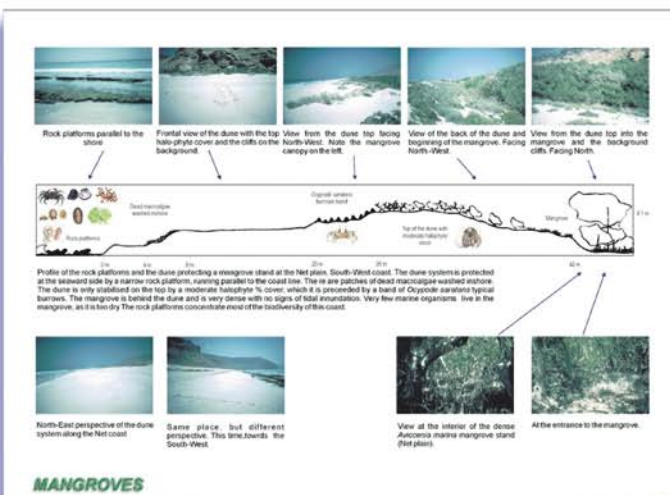 Rock platforms parallel to the
shore
Frontal view of the dune with the top
halo-phyte cover and the cliffs on the
background.
View from the dune top facing
North-West. Note the mangrove
canopy on the left.
View of the back of the dune and
beginning of the mangrove. Facing
North-West.
View from the dune top into the
mangrove and the background
cliffs. Facing North.
Dead macroalgae
washed inshore
Rock platforms
Top of the dune with
moderate halophyte
cover
Mangrove
Profile of the rock platforms and the dune protecting a mangrove stand at the Net plain. South-West coast. The dune system is protected
at the seaward side by a narrow rock platform, running parallel to the coast line. The re are patches of dead macroalgae washed inshore.
The dune is only stabilised on the top by a moderate halophyte % cover, which it is preceeded by a band of Ocypode saratana typical
burrows. The mangrove is behind the dune and is very dense with no signs of tidal inundation. Very few marine organisms live in the
mangrove, as it is too dry The rock platforms concentrate most of the biodiversity of this coast.
North-East perspective of the dune
system along the Net coast
Same place, but different
perspective. This time,towrds the
South-West.
View at the interior of the dense
Aviccenia marina mangrove stand
(Net plain).
At the entrance to the mangrove.
MANGROVES